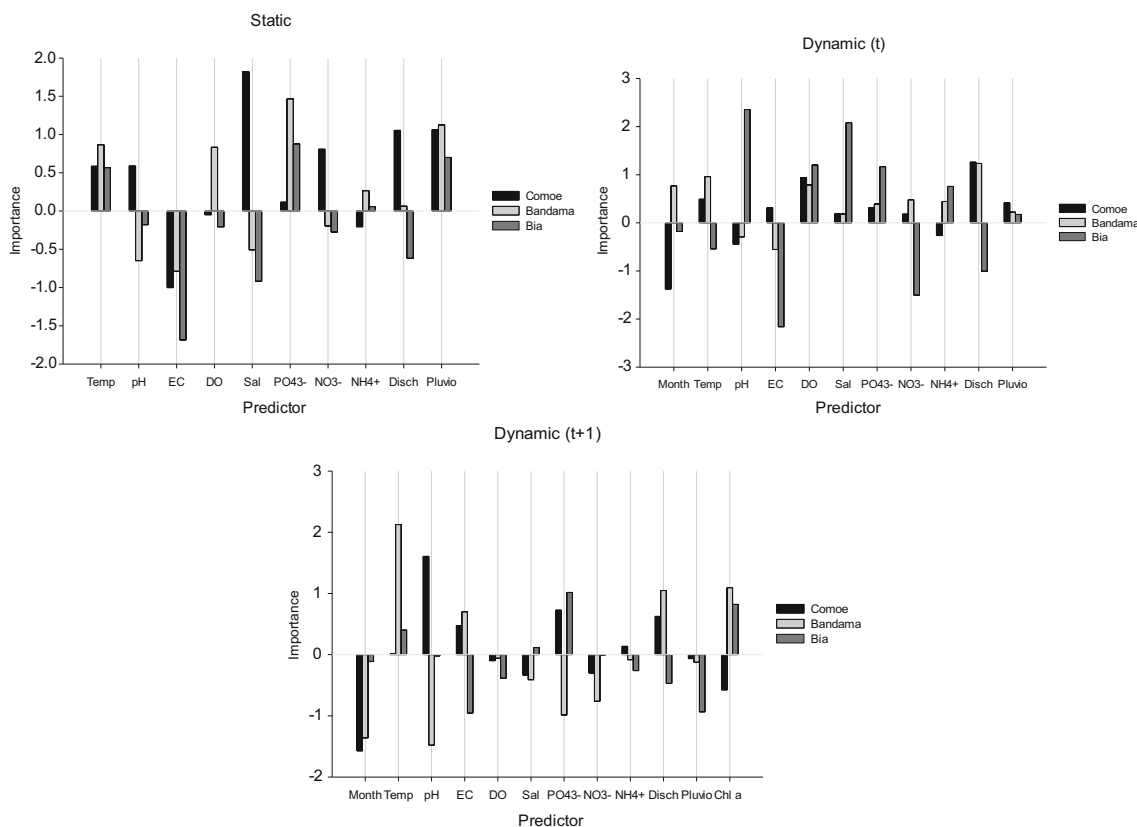 Static
2.0
1.5
1.0
0.5
0.0
-0.5
-1.0
-1.5
-2.0
Importance
Temp pH EC DO Sal PO43- NO3- NH4+ Disch Pluvio
Predictor
Comoe
Bandama
Bia
Dynamic (t)
3
2
1
0
-1
-2
-3
Importance
Month Temp pH EC DO Sal PO43- NO3- NH4+ Disch Pluvio
Predictor
Comoe
Bandama
Bia
Dynamic (t+1)
3
2
1
0
-1
-2
Importance
Month Temp pH EC DO Sal PO43- NO3- NH4+ Disch Pluvio Chl a
Predictor
Comoe
Bandama
Bia